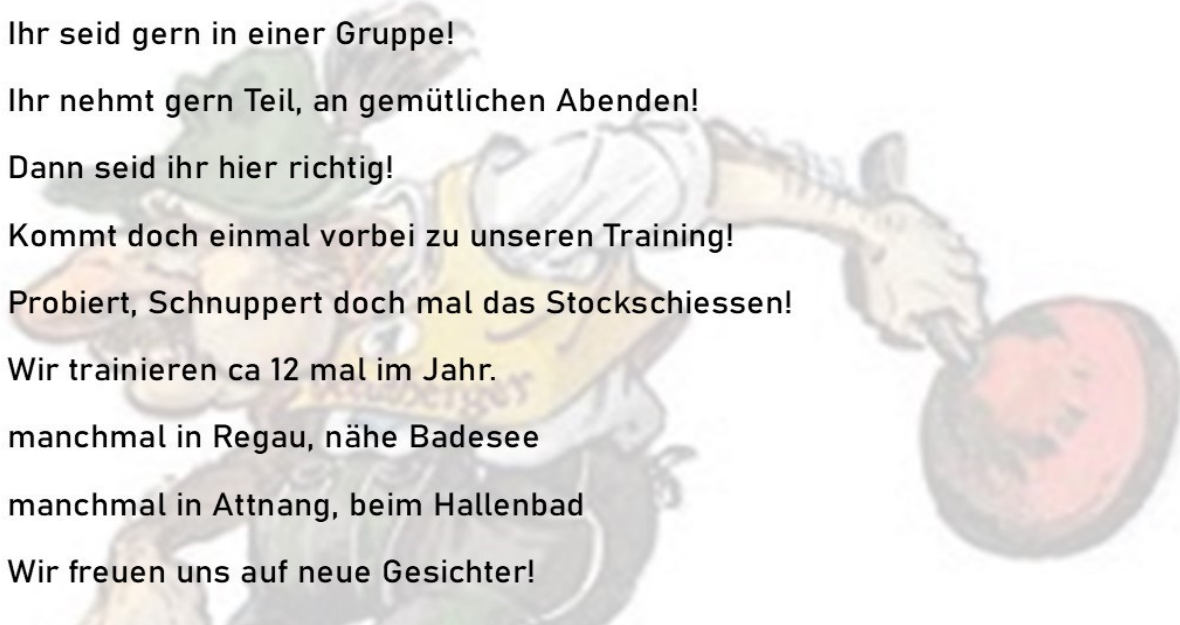 Ihr seid gern in einer Gruppe!
Ihr nehmt gern Teil, an gemütlichen Abenden!
Dann seid ihr hier richtig!
Kommt doch einmal vorbei zu unseren Training!
Probiert, Schnuppert doch mal das Stockschiessen!
Wir trainieren ca 12 mal im Jahr.
manchmal in Regau, nähe Badesee
manchmal in Attnang, beim Hallenbad
Wir freuen uns auf neue Gesichter!